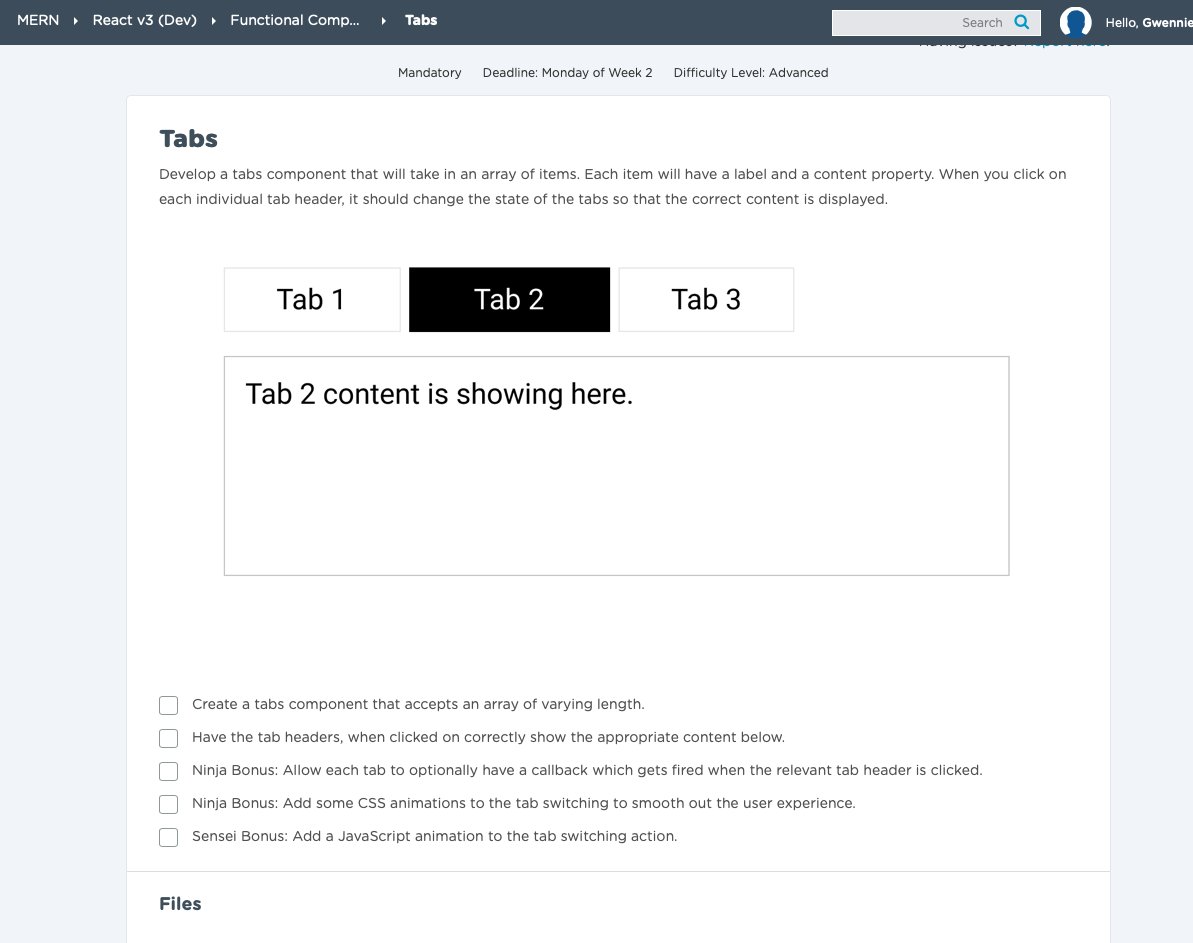 MERN React v3 (Dev) Functional Comp... Tabs Search Hello, Gwennie
Having issues? Report here.
Mandatory Deadline: Monday of Week 2 Difficulty Level: Advanced
Tabs
Develop a tabs component that will take in an array of items. Each item will have a label and a content property. When you click on
each individual tab header, it should change the state of the tabs so that the correct content is displayed.
Tab 1 Tab 2 Tab 3
Tab 2 content is showing here.
Create a tabs component that accepts an array of varying length.
Have the tab headers, when clicked on correctly show the appropriate content below.
Ninja Bonus: Allow each tab to optionally have a callback which gets fired when the relevant tab header is clicked.
Ninja Bonus: Add some CSS animations to the tab switching to smooth out the user experience.
Sensei Bonus: Add a JavaScript animation to the tab switching action.
Files